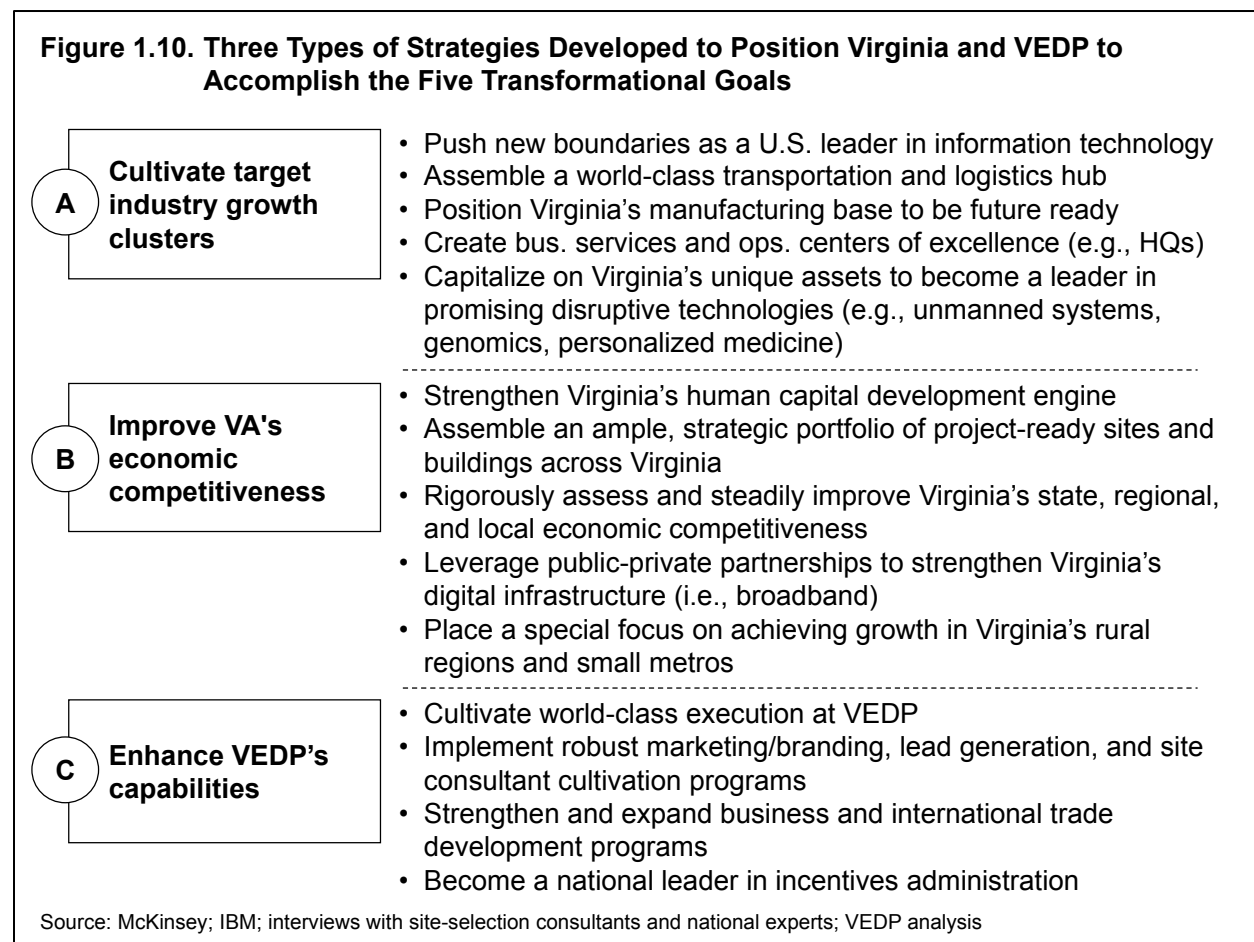 Figure 1.10. Three Types of Strategies Developed to Position Virginia and VEDP to
Accomplish the Five Transformational Goals
A
Cultivate target
industry growth
clusters
• Push new boundaries as a U.S. leader in information technology
• Assemble a world-class transportation and logistics hub
• Position Virginia’s manufacturing base to be future ready
• Create bus. services and ops. centers of excellence (e.g., HQs)
• Capitalize on Virginia’s unique assets to become a leader in
promising disruptive technologies (e.g., unmanned systems,
genomics, personalized medicine)
B
Improve VA's
economic
competitiveness
• Strengthen Virginia’s human capital development engine
• Assemble an ample, strategic portfolio of project-ready sites and
buildings across Virginia
• Rigorously assess and steadily improve Virginia’s state, regional,
and local economic competitiveness
• Leverage public-private partnerships to strengthen Virginia’s
digital infrastructure (i.e., broadband)
• Place a special focus on achieving growth in Virginia’s rural
regions and small metros
C
Enhance VEDP’s
capabilities
• Cultivate world-class execution at VEDP
• Implement robust marketing/branding, lead generation, and site
consultant cultivation programs
• Strengthen and expand business and international trade
development programs
• Become a national leader in incentives administration
Source: McKinsey; IBM; interviews with site-selection consultants and national experts; VEDP analysis